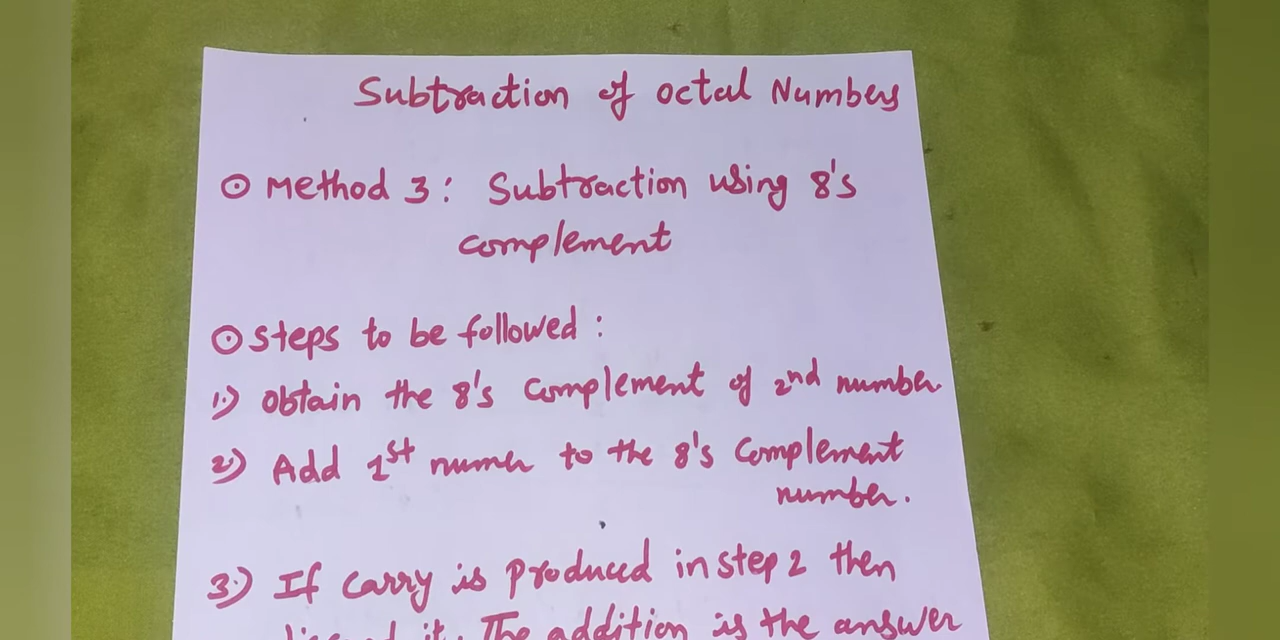 Subtraction of octal Numbers
⊙ Method 3: Subtraction using 8's
complement
⊙ Steps to be followed:
1.) Obtain the 8's Complement of 2nd number.
2.) Add 1st numer to the 8's Complement
number.
3.) If Carry is produced in step 2 then
it. The addition is the answer